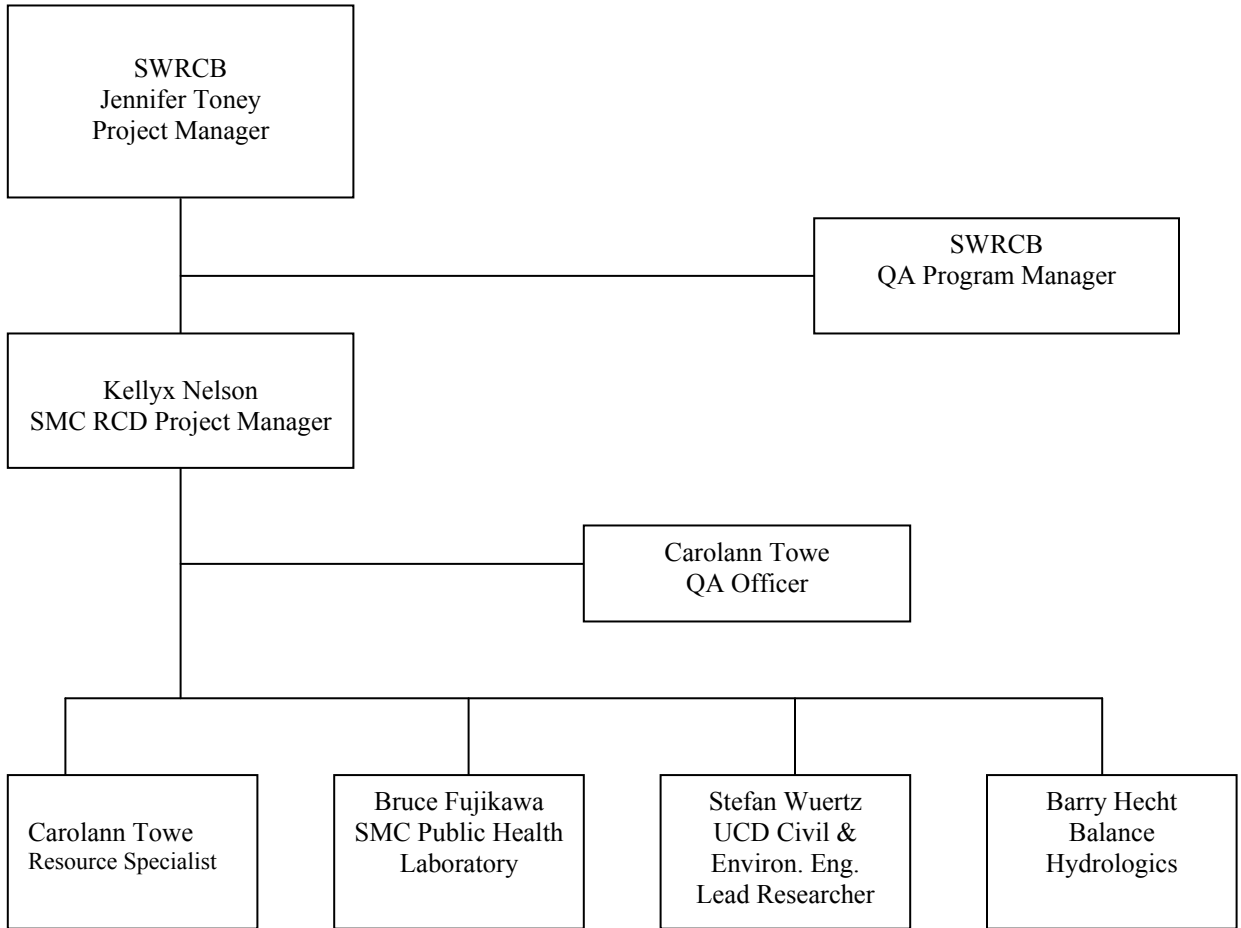 SWRCB
Jennifer Toney
Project Manager
SWRCB
QA Program Manager
Kellyx Nelson
SMC RCD Project Manager
Carolann Towe
QA Officer
Carolann Towe
Resource Specialist
Bruce Fujikawa
SMC Public Health
Laboratory
Stefan Wuertz
UCD Civil &
Environ. Eng.
Lead Researcher
Barry Hecht
Balance
Hydrologics